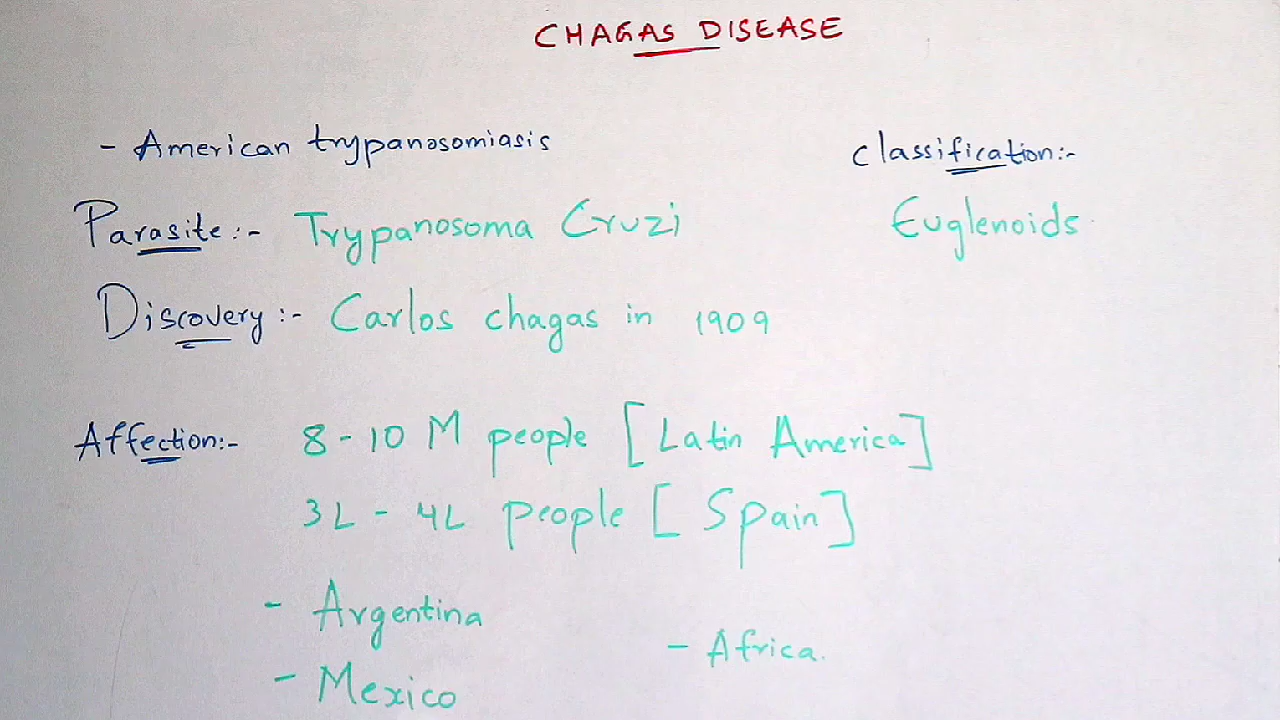 CHAGAS DISEASE
- American trypanosomiasis
Classification:-
Parasite:- Trypanosoma Cruzi
Euglenoids
Discovery:- Carlos chagas in 1909
Affection:- 8-10 M people [Latin America]
3L - 4L people [Spain]
- Argentina
- Africa.
- Mexico